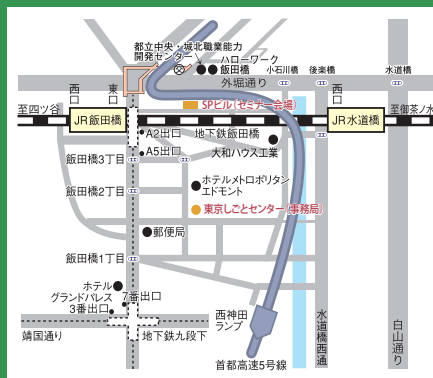 都立中央・城北職業能力
開発センター
ハローワーク
飯田橋
小石川橋
後楽橋
水道橋
外堀通り
西口
東口
SPビル(セミナー会場)
西口
至四ツ谷
JR飯田橋
JR水道橋
至御茶ノ水
A2出口
地下鉄飯田橋
A5出口
大和ハウス工業
飯田橋3丁目
ホテルメトロポリタン
エドモント
飯田橋2丁目
東京しごとセンター(事務局)
郵便局
飯田橋1丁目
ホテル
グランドパレス
7番出口
3番出口
西神田
ランプ
水道橋西通
白山通り
靖国通り
地下鉄九段下
首都高速5号線